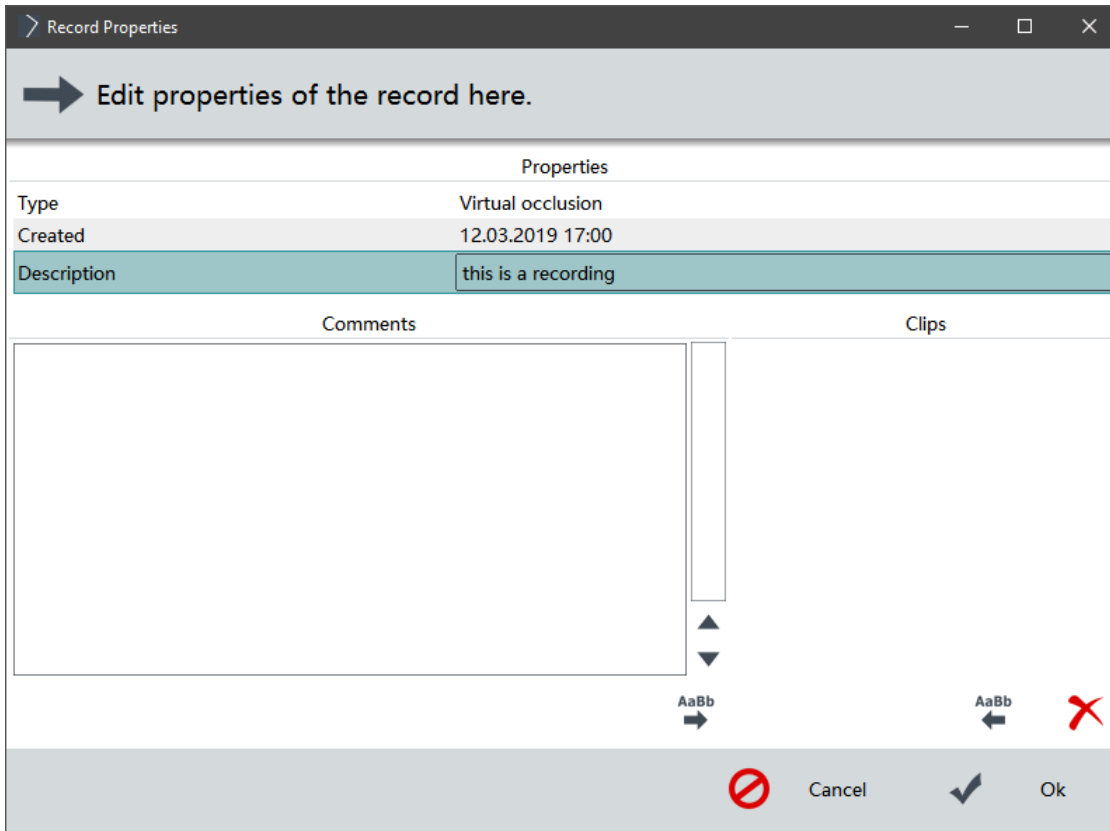 Record Properties
Edit properties of the record here.
Properties
Type Virtual occlusion
Created 12.03.2019 17:00
Description this is a recording
Comments Clips
AaBb AaBb
Cancel Ok